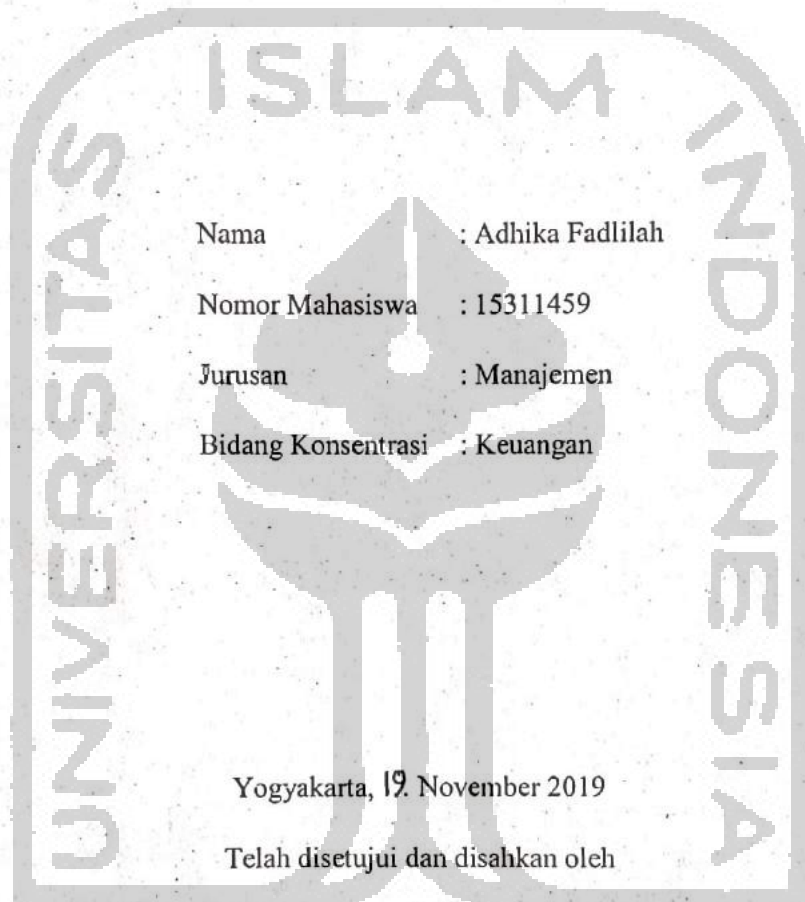 UNIVERSITAS ISLAM INDONESIA
Nama : Adhika Fadlilah
Nomor Mahasiswa : 15311459
Jurusan : Manajemen
Bidang Konsentrasi : Keuangan
Yogyakarta, 19. November 2019
Telah disetujui dan disahkan oleh